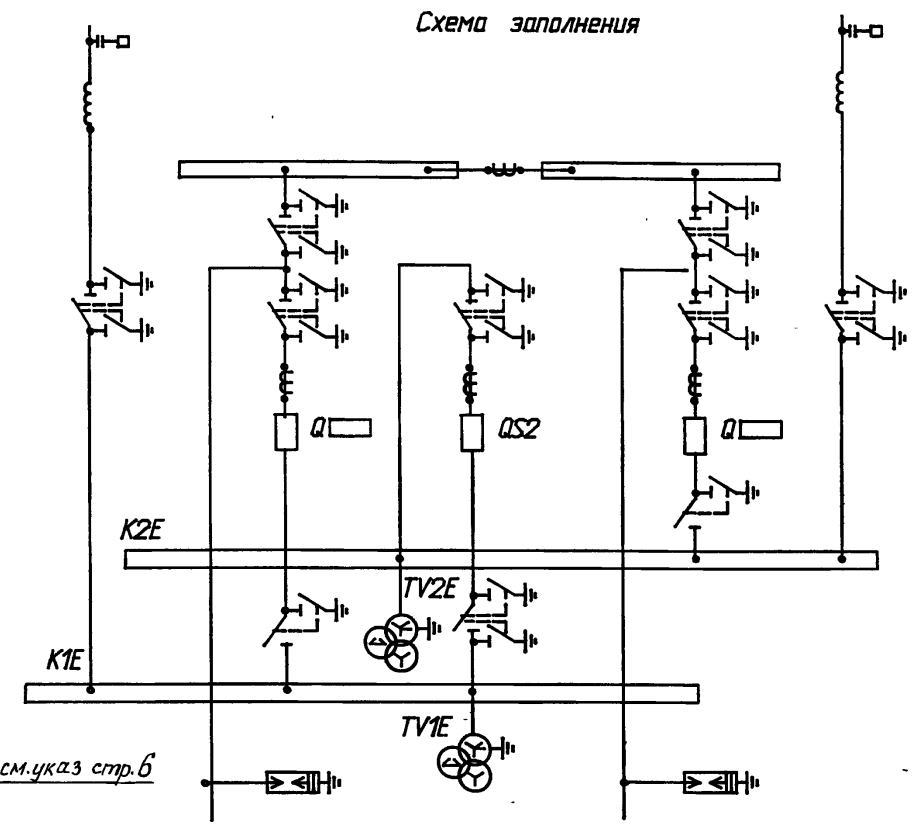 Схема заполнения
Q
QS2
Q
K2E
TV2E
K1E
TV1E
см.указ стр.6